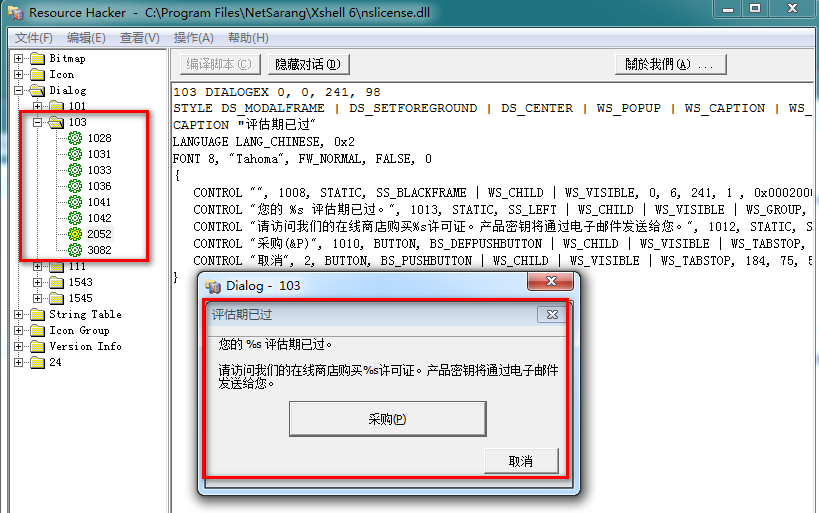 Resource Hacker - C:\Program Files\NetSarang\Xshell 6\nslicense.dll
文件(F) 编辑(E) 查看(V) 操作(A) 帮助(H)
Bitmap
Icon
Dialog
101
103
1028
1031
1033
1036
1041
1042
2052
3082
111
1543
1545
String Table
Icon Group
Version Info
24
编译脚本(C) 隐藏对话(D) 關於我們(A) ...
103 DIALOGEX 0, 0, 241, 98
STYLE DS_MODALFRAME | DS_SETFOREGROUND | DS_CENTER | WS_POPUP | WS_CAPTION | WS_
CAPTION "评估期已过"
LANGUAGE LANG_CHINESE, 0x2
FONT 8, "Tahoma", FW_NORMAL, FALSE, 0
{
CONTROL "", 1008, STATIC, SS_BLACKFRAME | WS_CHILD | WS_VISIBLE, 0, 6, 241, 1 , 0x0002000
CONTROL "您的 %s 评估期已过。", 1013, STATIC, SS_LEFT | WS_CHILD | WS_VISIBLE | WS_GROUP,
CONTROL "请访问我们的在线商店购买%s许可证。产品密钥将通过电子邮件发送给您。", 1012, STATIC, S
CONTROL "采购(&P)", 1010, BUTTON, BS_DEFPUSHBUTTON | WS_CHILD | WS_VISIBLE | WS_TABSTOP,
CONTROL "取消", 2, BUTTON, BS_PUSHBUTTON | WS_CHILD | WS_VISIBLE | WS_TABSTOP, 184, 75, 5
}
Dialog - 103
评估期已过
您的 %s 评估期已过。
请访问我们的在线商店购买%s许可证。产品密钥将通过电子邮件
发送给您。
采购(P)
取消